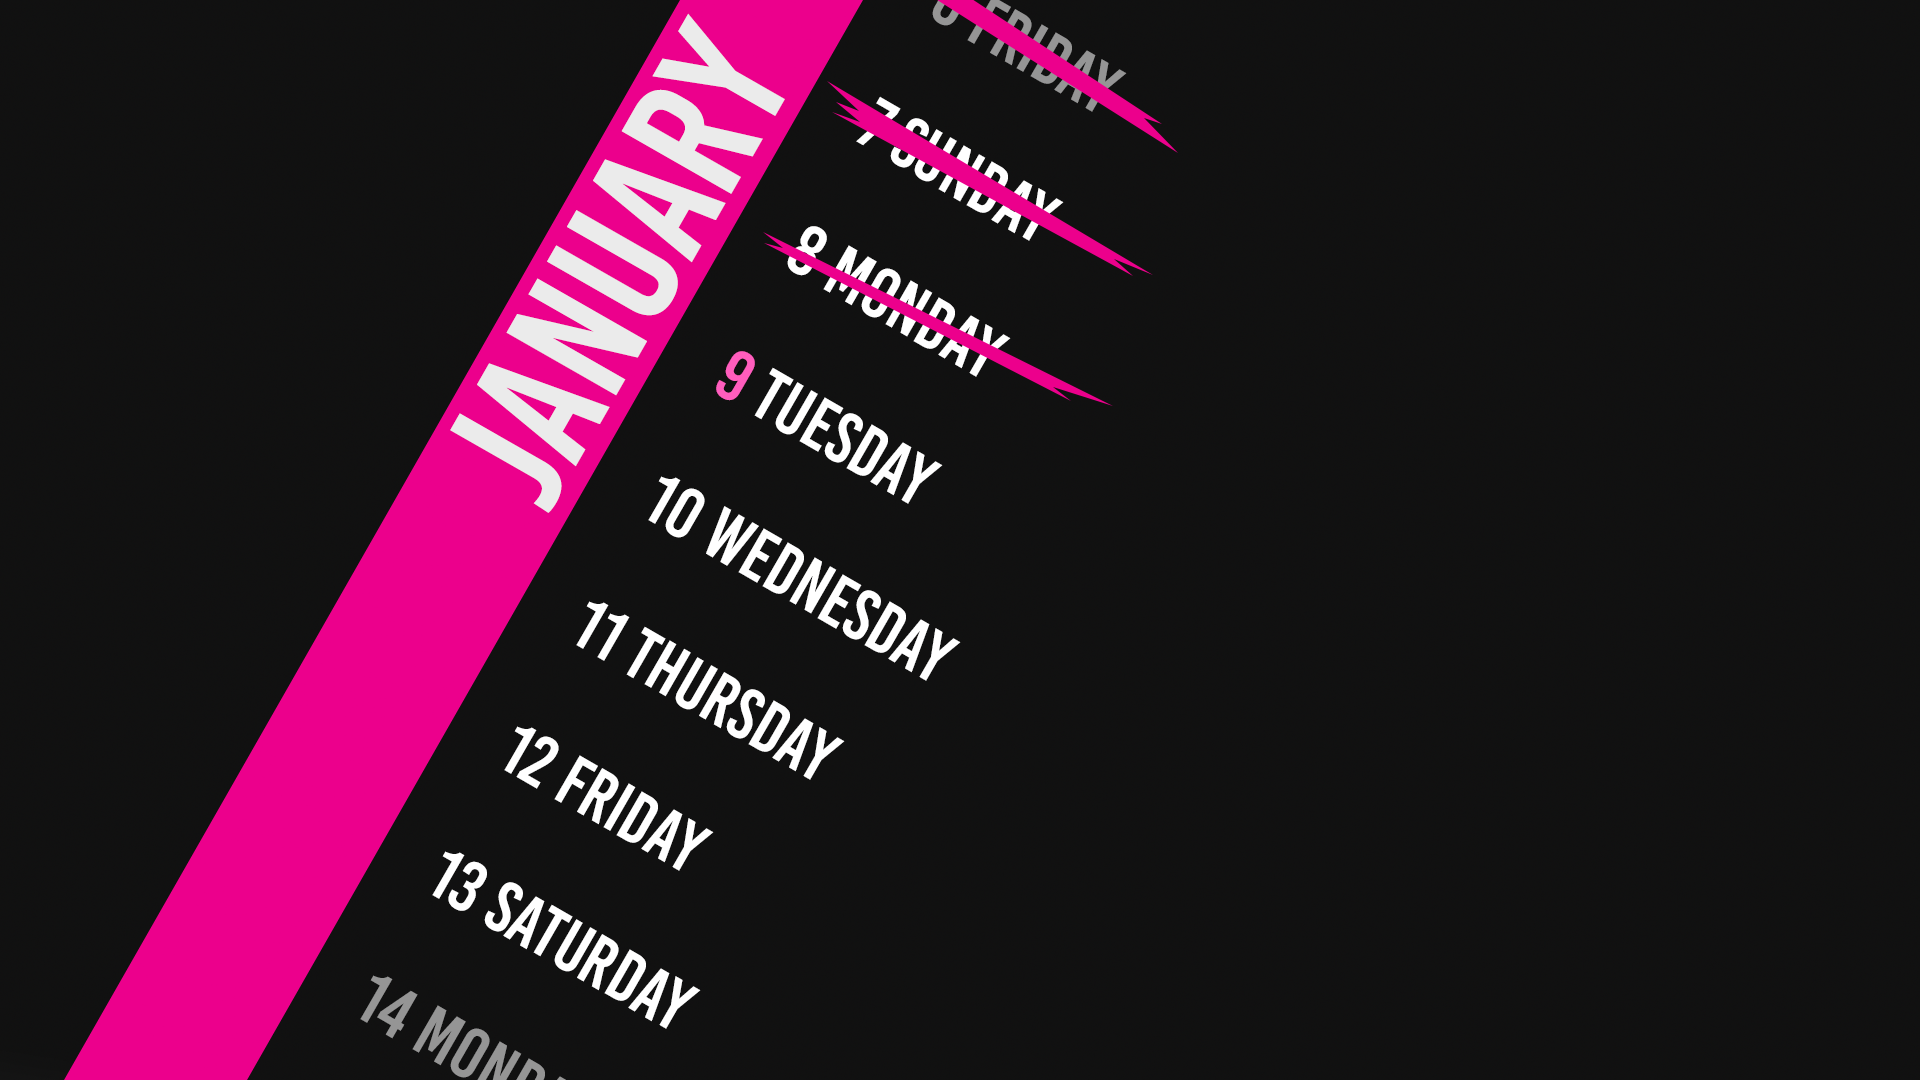 JANUARY
FRIDAY
7 SUNDAY
8 MONDAY
9 TUESDAY
10 WEDNESDAY
11 THURSDAY
12 FRIDAY
13 SATURDAY
14